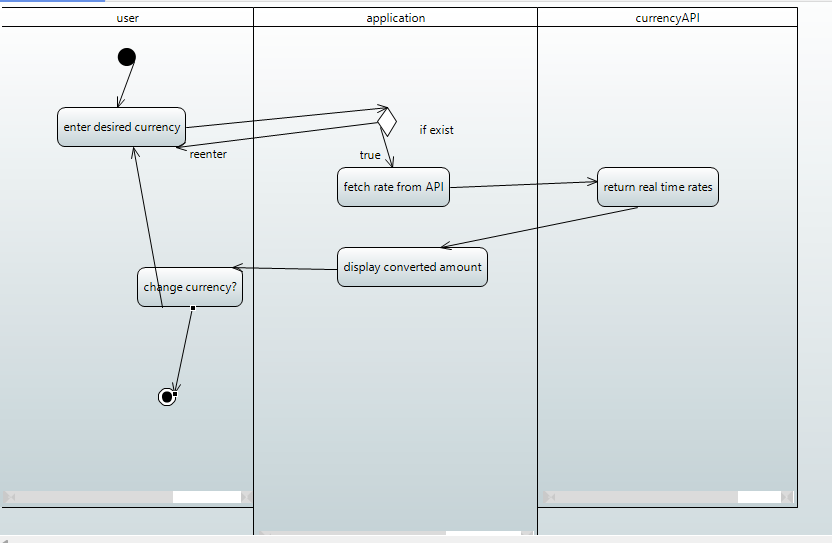 user
application
currencyAPI
enter desired currency
if exist
reenter
true
fetch rate from API
return real time rates
display converted amount
change currency?